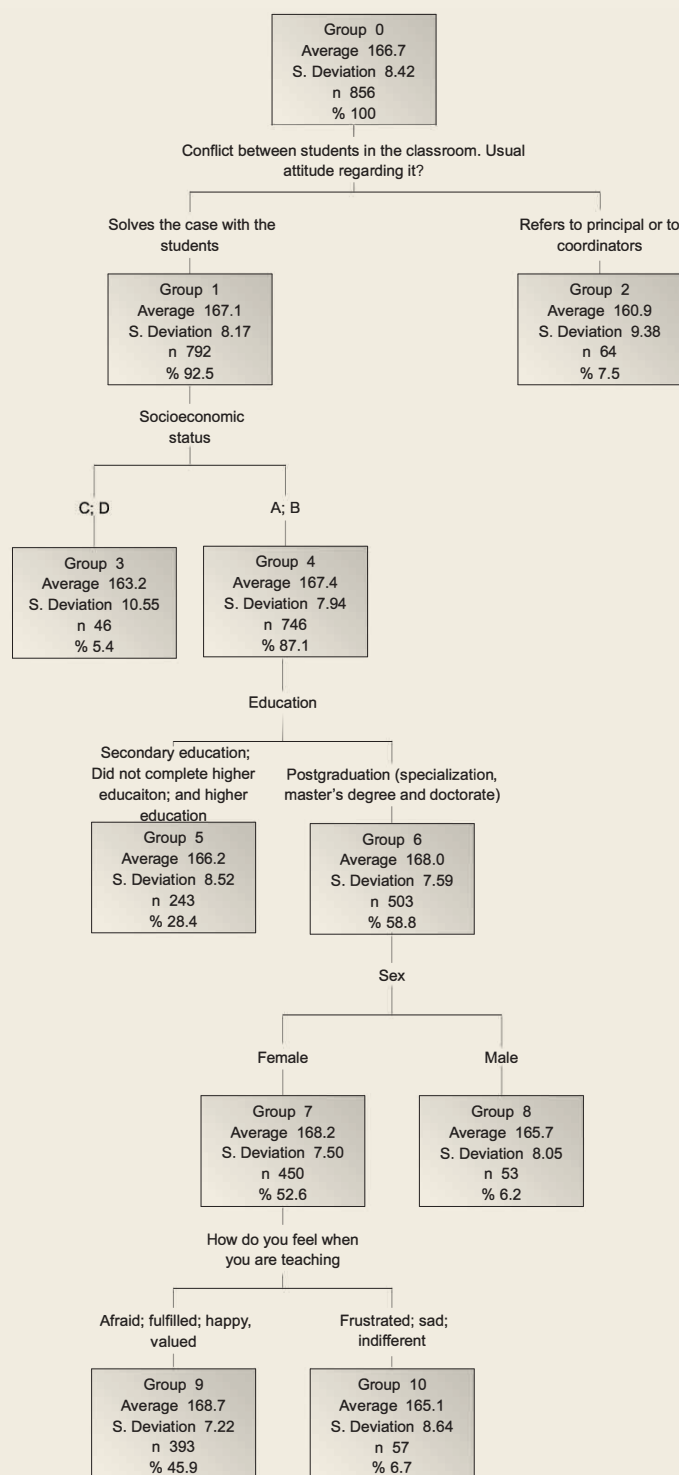 Group 0
Average 166.7
S. Deviation 8.42
n 856
% 100
Conflict between students in the classroom. Usual
attitude regarding it?
Solves the case with the
students
Group 1
Average 167.1
S. Deviation 8.17
n 792
% 92.5
Refers to principal or to
coordinators
Group 2
Average 160.9
S. Deviation 9.38
n 64
% 7.5
Socioeconomic
status
C; D
Group 3
Average 163.2
S. Deviation 10.55
n 46
% 5.4
A; B
Group 4
Average 167.4
S. Deviation 7.94
n 746
% 87.1
Education
Secondary education;
Did not complete higher
educaiton; and higher
education
Group 5
Average 166.2
S. Deviation 8.52
n 243
% 28.4
Postgraduation (specialization,
master's degree and doctorate)
Group 6
Average 168.0
S. Deviation 7.59
n 503
% 58.8
Sex
Female
Group 7
Average 168.2
S. Deviation 7.50
n 450
% 52.6
Male
Group 8
Average 165.7
S. Deviation 8.05
n 53
% 6.2
How do you feel when
you are teaching
Afraid; fulfilled; happy,
valued
Group 9
Average 168.7
S. Deviation 7.22
n 393
% 45.9
Frustrated; sad;
indifferent
Group 10
Average 165.1
S. Deviation 8.64
n 57
% 6.7